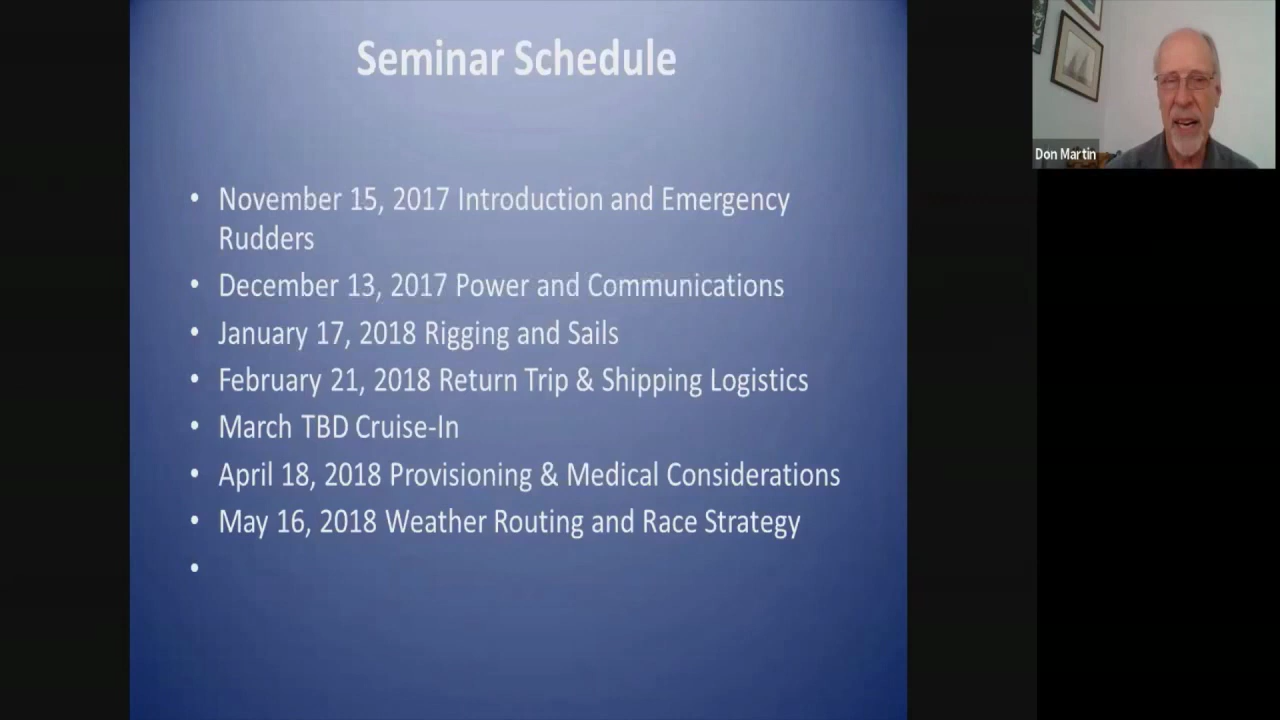 Seminar Schedule
• November 15, 2017 Introduction and Emergency
Rudders
• December 13, 2017 Power and Communications
• January 17, 2018 Rigging and Sails
• February 21, 2018 Return Trip & Shipping Logistics
• March TBD Cruise-In
• April 18, 2018 Provisioning & Medical Considerations
• May 16, 2018 Weather Routing and Race Strategy
•
Don Martin